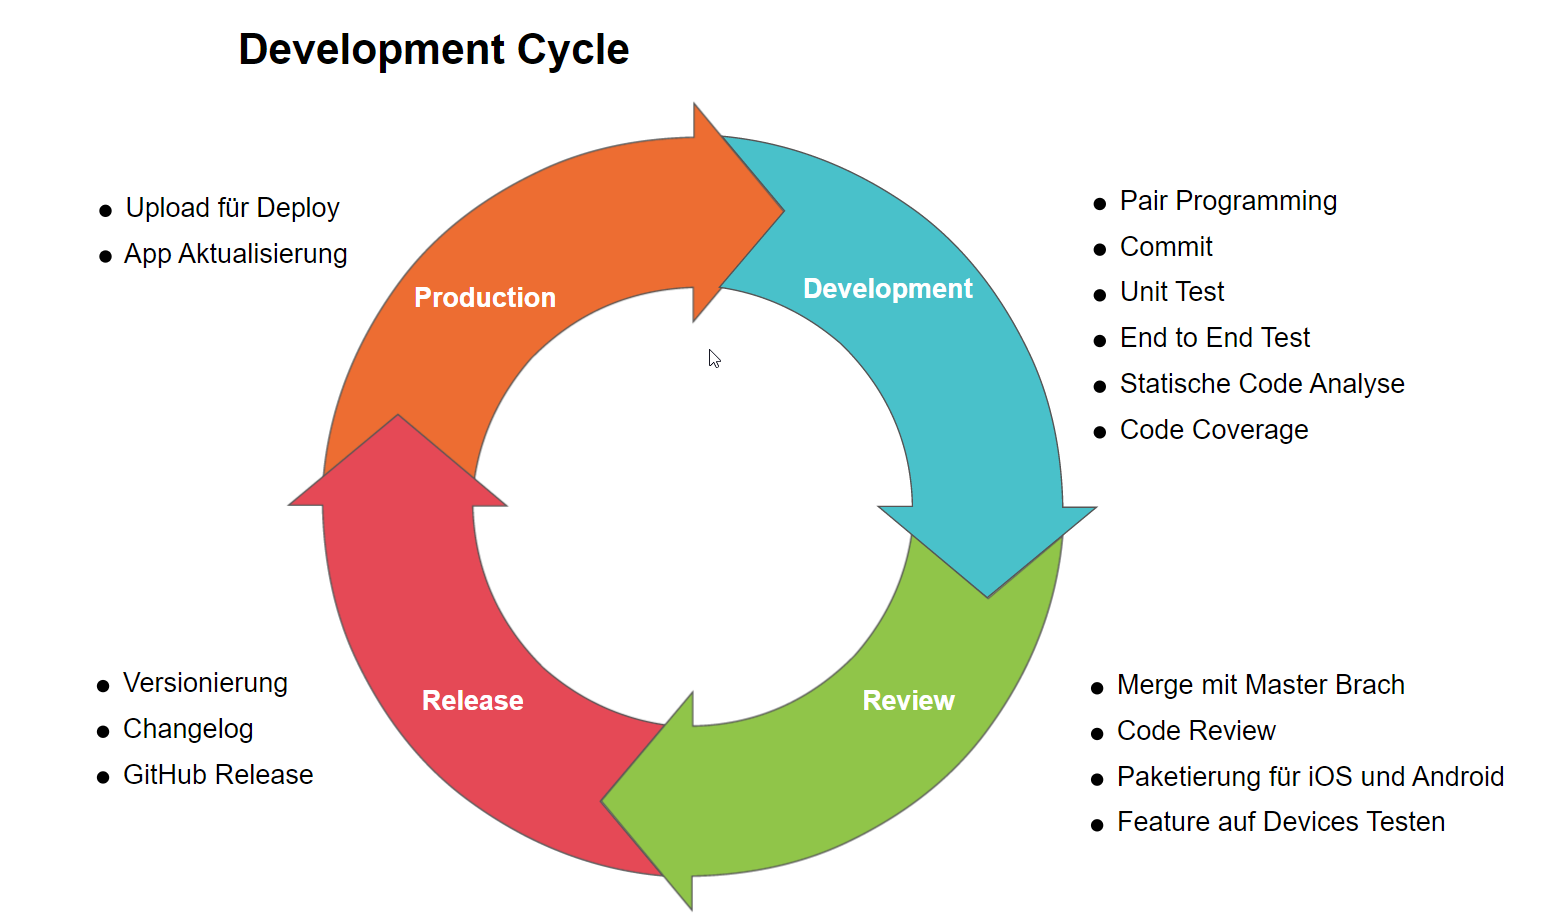 Development Cycle
Upload für Deploy
App Aktualisierung
Production
Development
Pair Programming
Commit
Unit Test
End to End Test
Statische Code Analyse
Code Coverage
Versionierung
Changelog
GitHub Release
Release
Review
Merge mit Master Brach
Code Review
Paketierung für iOS und Android
Feature auf Devices Testen